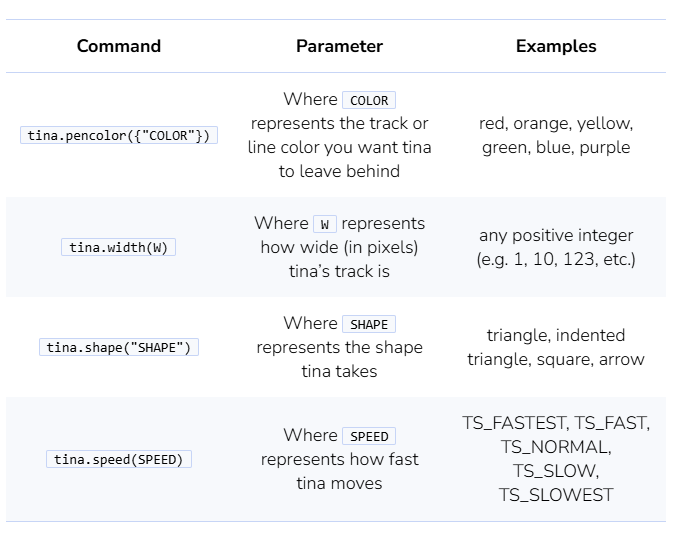 Command Parameter Examples
tina.pencolor({"COLOR"})
Where COLOR
represents the track or
line color you want tina
to leave behind
red, orange, yellow,
green, blue, purple
tina.width(W)
Where W represents
how wide (in pixels)
tina's track is
any positive integer
(e.g. 1, 10, 123, etc.)
tina.shape("SHAPE")
Where SHAPE
represents the shape
tina takes
triangle, indented
triangle, square, arrow
tina.speed(SPEED)
Where SPEED
represents how fast
tina moves
TS_FASTEST, TS_FAST,
TS_NORMAL,
TS_SLOW,
TS_SLOWEST